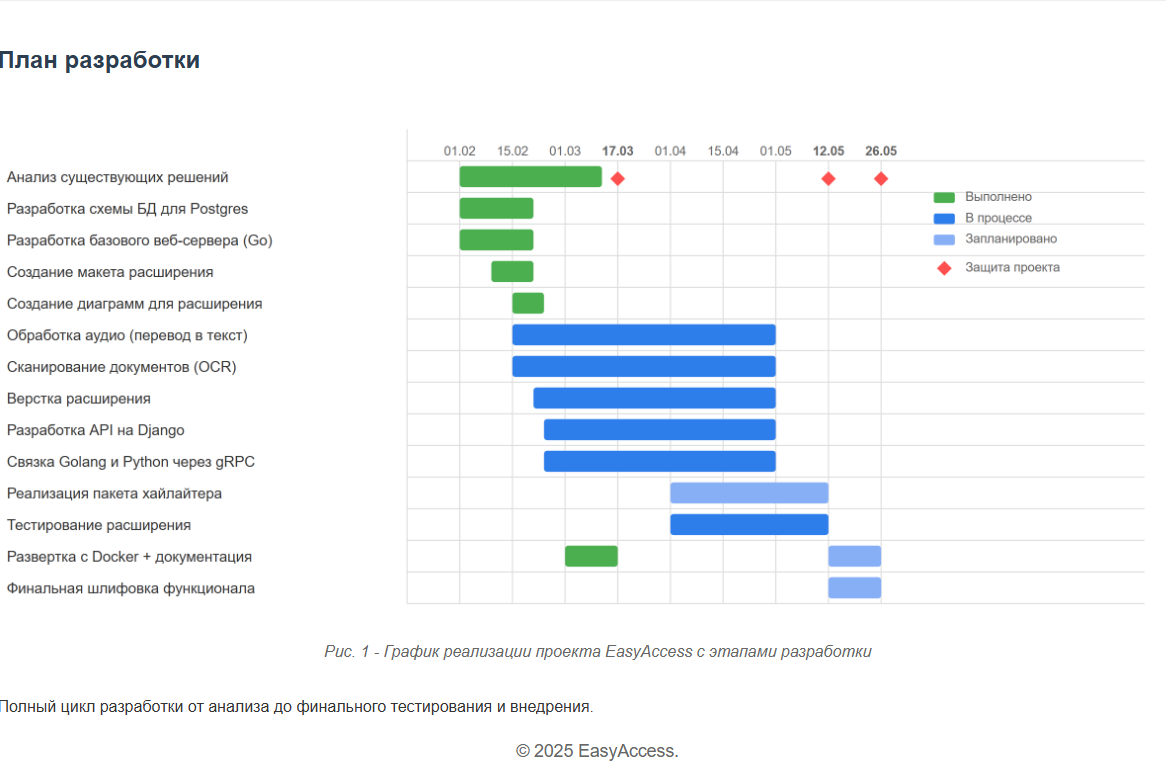 План разработки
01.02 15.02 01.03 17.03 01.04 15.04 01.05 12.05 26.05
Анализ существующих решений
Выполнено
Разработка схемы БД для Postgres
В процессе
Разработка базового веб-сервера (Go)
Запланировано
Создание макета расширения
Защита проекта
Создание диаграмм для расширения
Обработка аудио (перевод в текст)
Сканирование документов (OCR)
Верстка расширения
Разработка API на Django
Связка Golang и Python через gRPC
Реализация пакета хайлайтера
Тестирование расширения
Развертка с Docker + документация
Финальная шлифовка функционала
Рис. 1 - График реализации проекта EasyAccess с этапами разработки
Полный цикл разработки от анализа до финального тестирования и внедрения.
© 2025 EasyAccess.